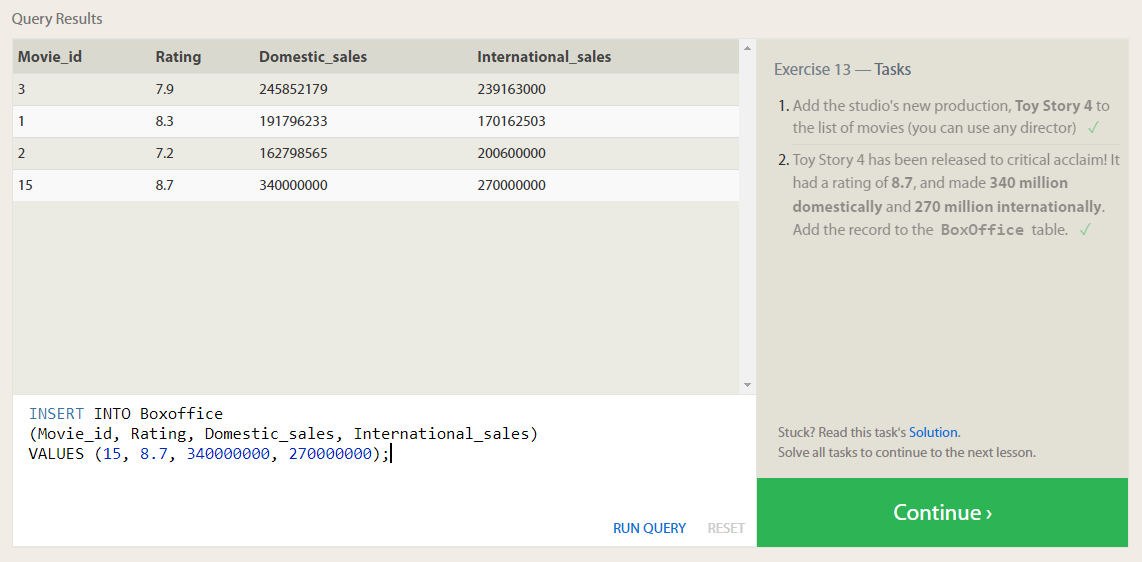 Query Results
Movie_id Rating Domestic_sales International_sales
3 7.9 245852179 239163000
1 8.3 191796233 170162503
2 7.2 162798565 200600000
15 8.7 340000000 270000000
INSERT INTO Boxoffice
(Movie_id, Rating, Domestic_sales, International_sales)
VALUES (15, 8.7, 340000000, 270000000);
RUN QUERY RESET
Exercise 13 — Tasks
1. Add the studio's new production, Toy Story 4 to
the list of movies (you can use any director) ✓
2. Toy Story 4 has been released to critical acclaim! It
had a rating of 8.7, and made 340 million
domestically and 270 million internationally.
Add the record to the BoxOffice table. ✓
Stuck? Read this task's Solution.
Solve all tasks to continue to the next lesson.
Continue ›